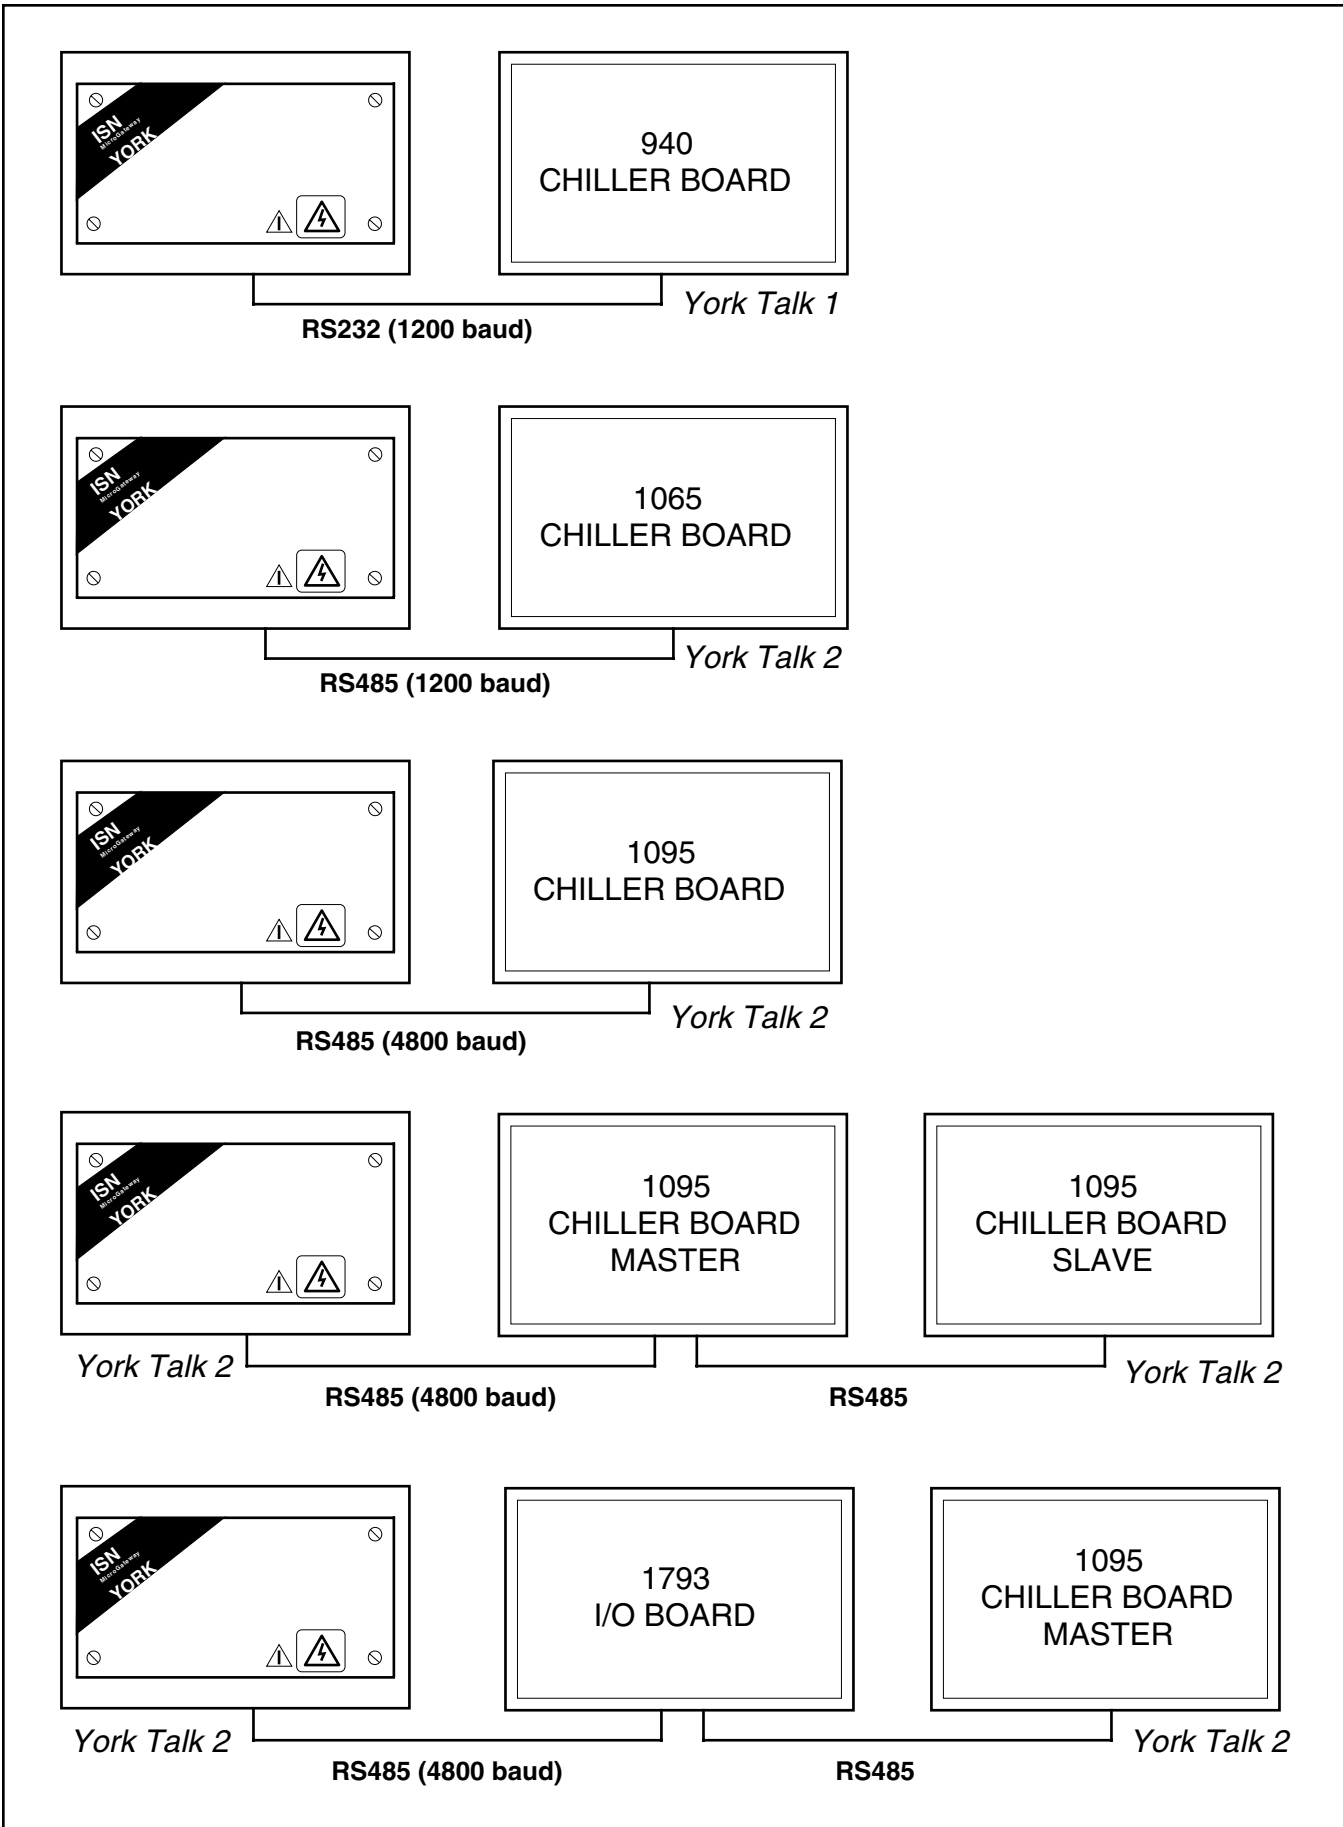 ISN
MicroGateway
YORK
940
CHILLER BOARD
York Talk 1
RS232 (1200 baud)
ISN
MicroGateway
YORK
1065
CHILLER BOARD
York Talk 2
RS485 (1200 baud)
ISN
MicroGateway
YORK
1095
CHILLER BOARD
York Talk 2
RS485 (4800 baud)
ISN
MicroGateway
YORK
1095
CHILLER BOARD
MASTER
1095
CHILLER BOARD
SLAVE
York Talk 2
York Talk 2
RS485 (4800 baud)
RS485
ISN
MicroGateway
YORK
1793
I/O BOARD
1095
CHILLER BOARD
MASTER
York Talk 2
York Talk 2
RS485 (4800 baud)
RS485